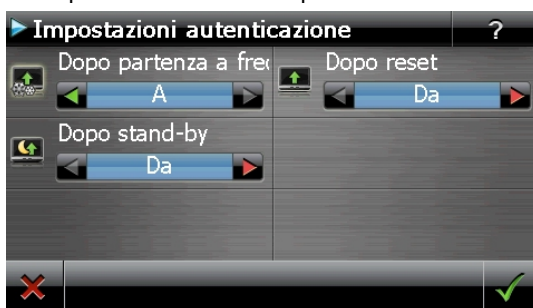 Impostazioni autenticazione ?
Dopo partenza a fre
Dopo reset
A
Da
Dopo stand-by
Da